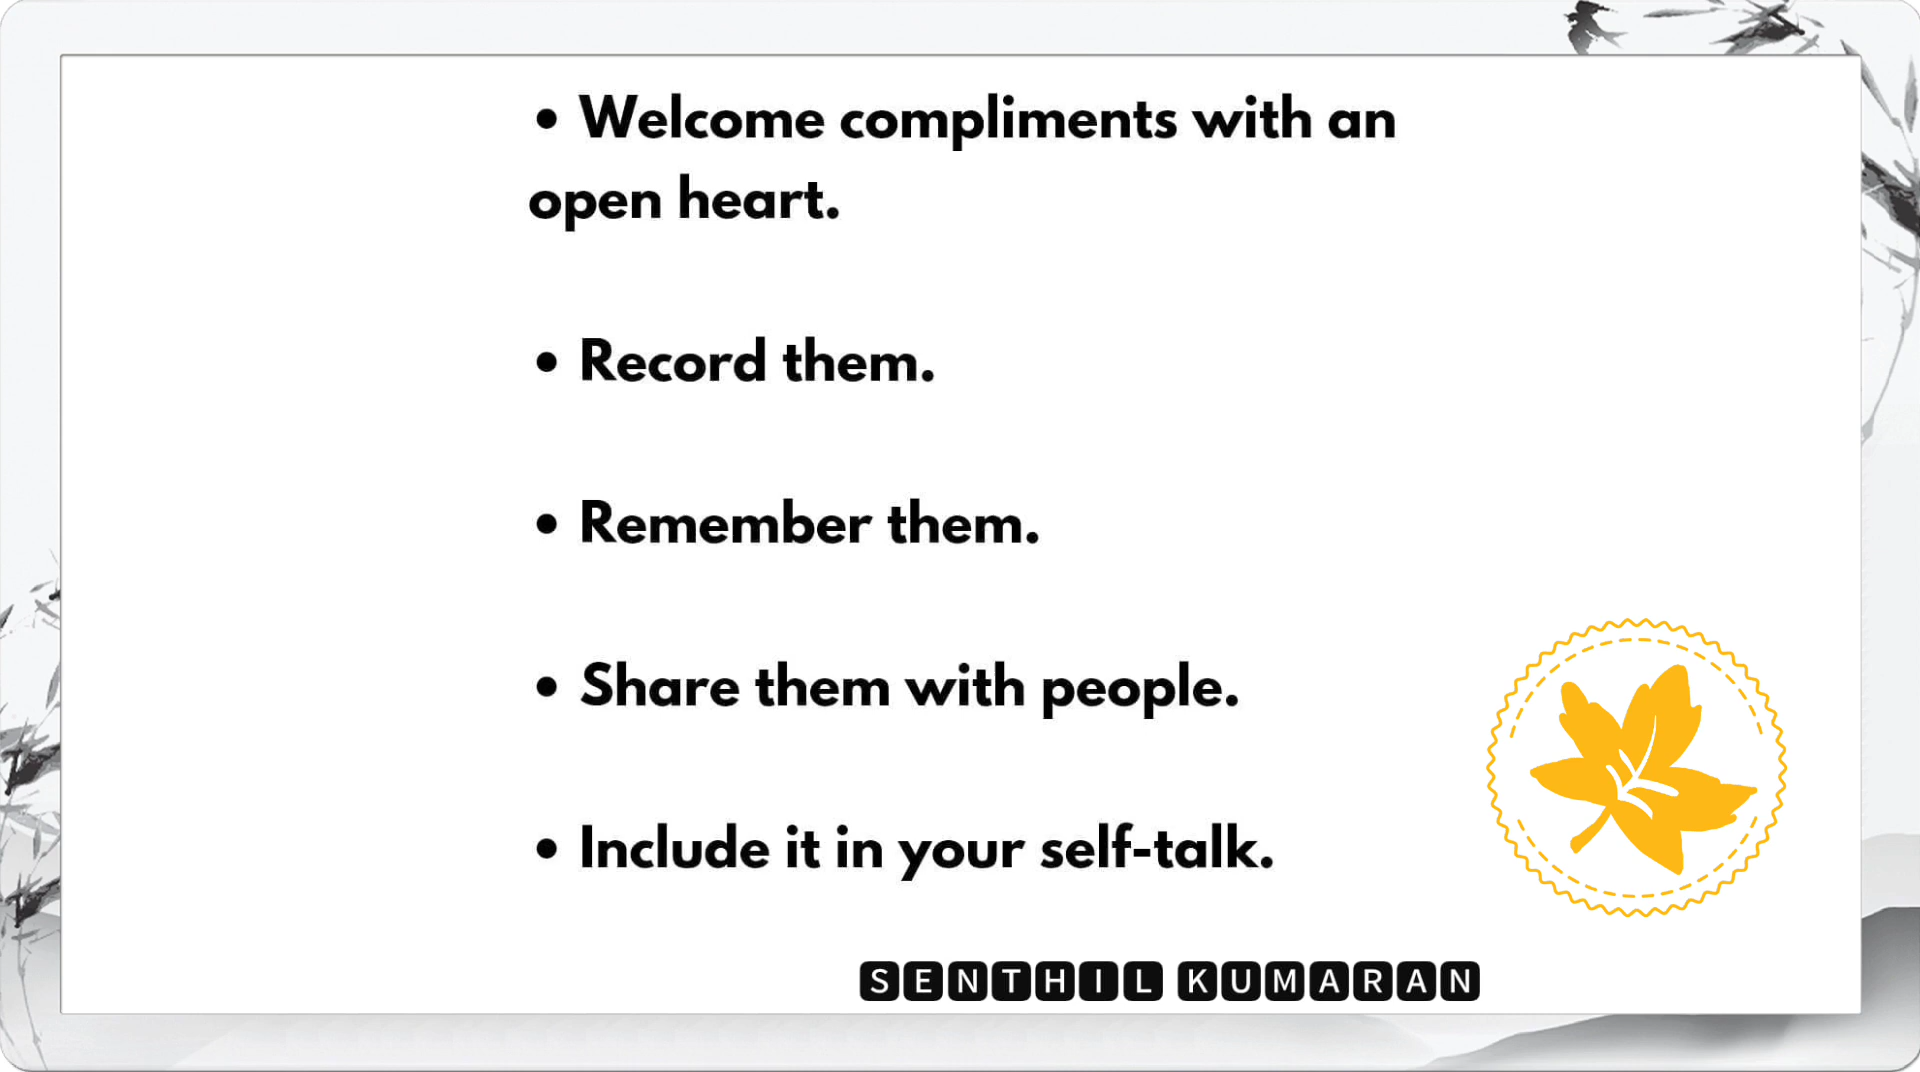 • Welcome compliments with an
open heart.
• Record them.
• Remember them.
• Share them with people.
• Include it in your self-talk.
SENTHIL KUMARAN